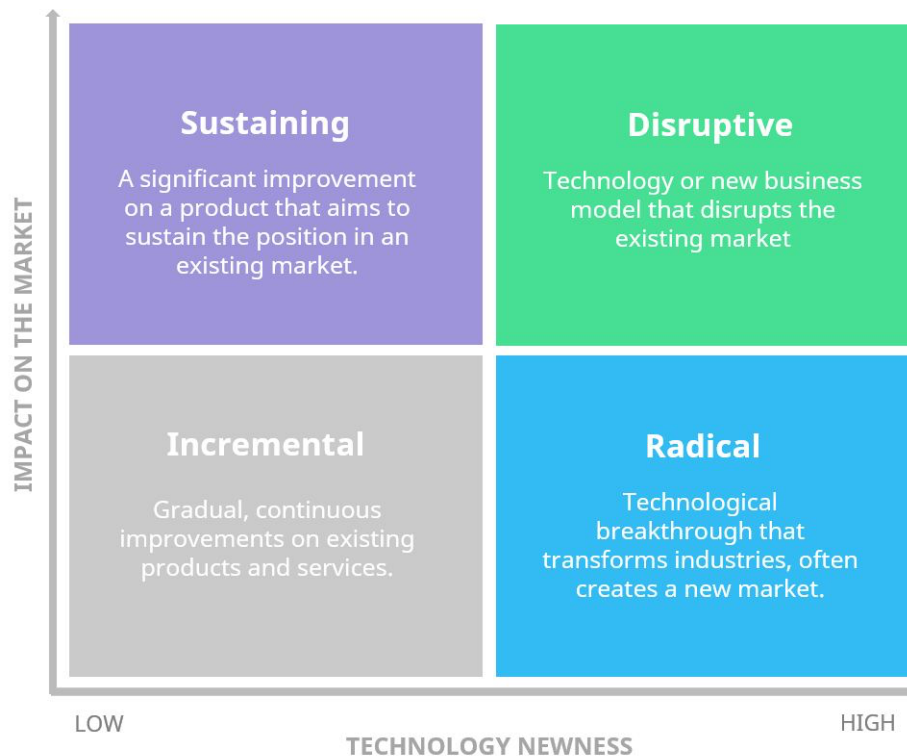 IMPACT ON THE MARKET
Sustaining
A significant improvement
on a product that aims to
sustain the position in an
existing market.
Disruptive
Technology or new business
model that disrupts the
existing market
Incremental
Gradual, continuous
improvements on existing
products and services.
Radical
Technological
breakthrough that
transforms industries, often
creates a new market.
LOW
HIGH
TECHNOLOGY NEWNESS